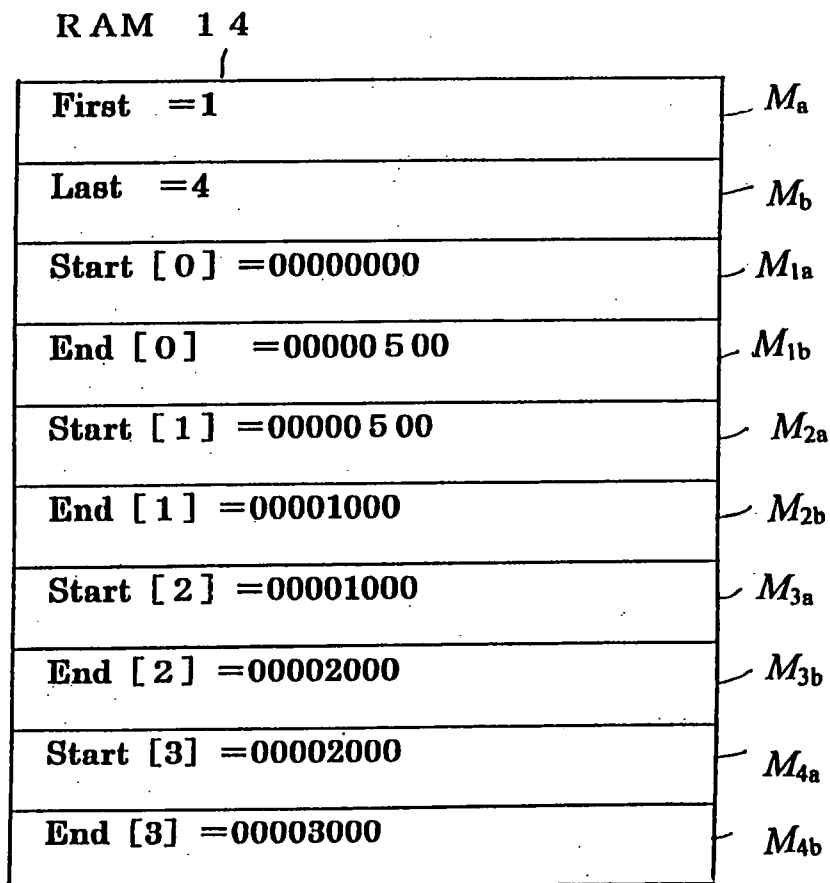 RAM 14
First =1 Ma
Last =4 Mb
Start [0] =00000000 M1a
End [0] =00000500 M1b
Start [1] =00000500 M2a
End [1] =00001000 M2b
Start [2] =00001000 M3a
End [2] =00002000 M3b
Start [3] =00002000 M4a
End [3] =00003000 M4b